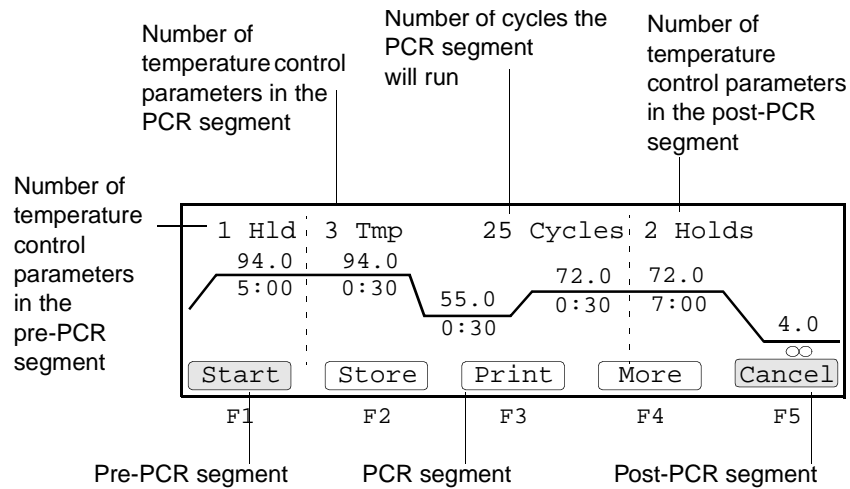 Number of
temperature control
parameters in the
PCR segment
Number of cycles the
PCR segment
will run
Number of
temperature
control parameters
in the post-PCR
segment
Number of
temperature
control
parameters
in the
pre-PCR
segment
1 Hld 3 Tmp 25 Cycles 2 Holds
94.0 94.0 72.0 72.0
5:00 0:30 55.0 0:30 7:00
0:30 4.0
∞
Start Store Print More Cancel
F1 F2 F3 F4 F5
Pre-PCR segment PCR segment Post-PCR segment